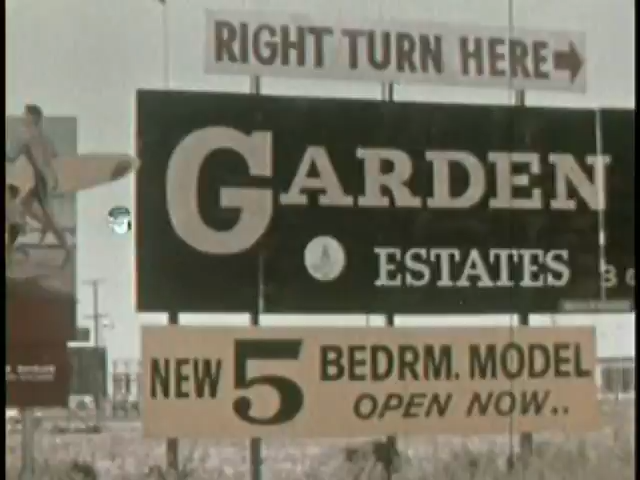 RIGHT TURN HERE→
GARDEN
ESTATES
NEW 5 BEDRM. MODEL
OPEN NOW..